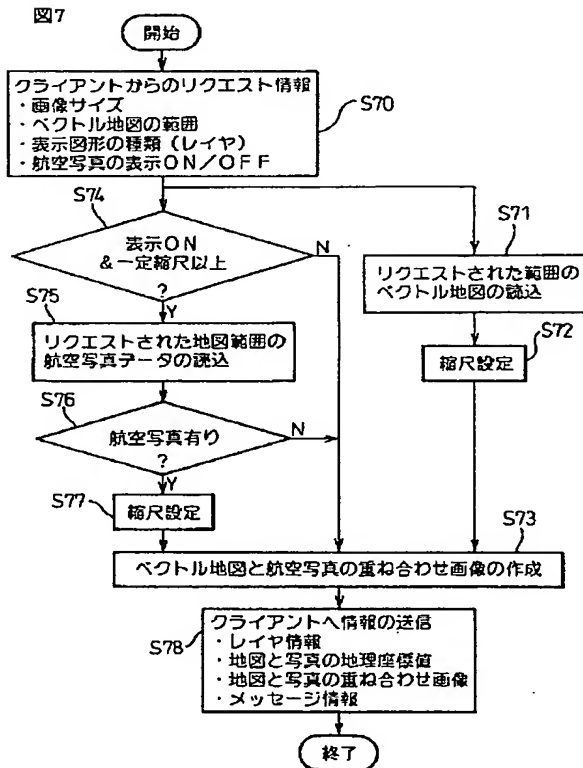 図7
開始
クライアントからのリクエスト情報
・画像サイズ
・ベクトル地図の範囲
・表示図形の種類（レイヤ）
・航空写真の表示ON／OFF
S70
S74
表示ON
&一定縮尺以上
?
N
Y
S71
リクエストされた範囲の
ベクトル地図の読込
S75
リクエストされた地図範囲の
航空写真データの読込
S72
縮尺設定
S76
航空写真有り
?
N
Y
S77
縮尺設定
S73
ベクトル地図と航空写真の重ね合わせ画像の作成
S78
クライアントへ情報の送信
・レイヤ情報
・地図と写真の地理座標値
・地図と写真の重ね合わせ画像
・メッセージ情報
終了